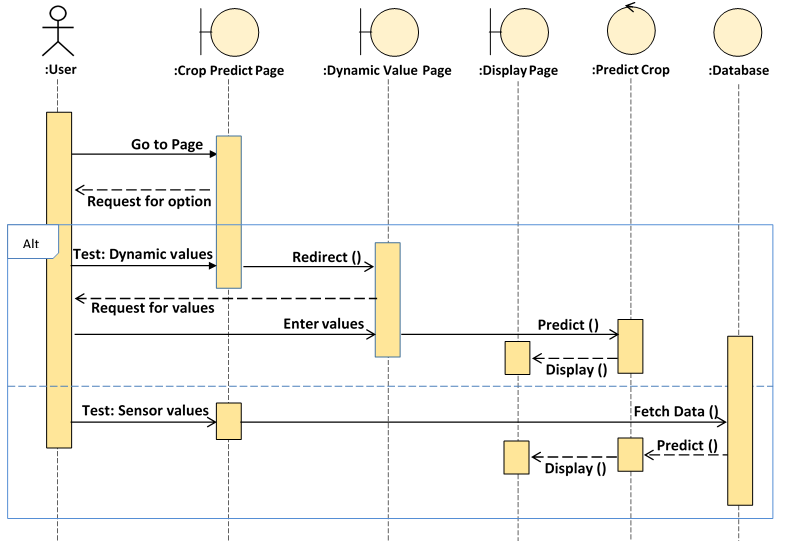 :User
:Crop Predict Page
:Dynamic Value Page
:Display Page
:Predict Crop
:Database
Go to Page
Request for option
Alt
Test: Dynamic values
Redirect ()
Request for values
Enter values
Predict ()
Display ()
Test: Sensor values
Fetch Data ()
Predict ()
Display ()